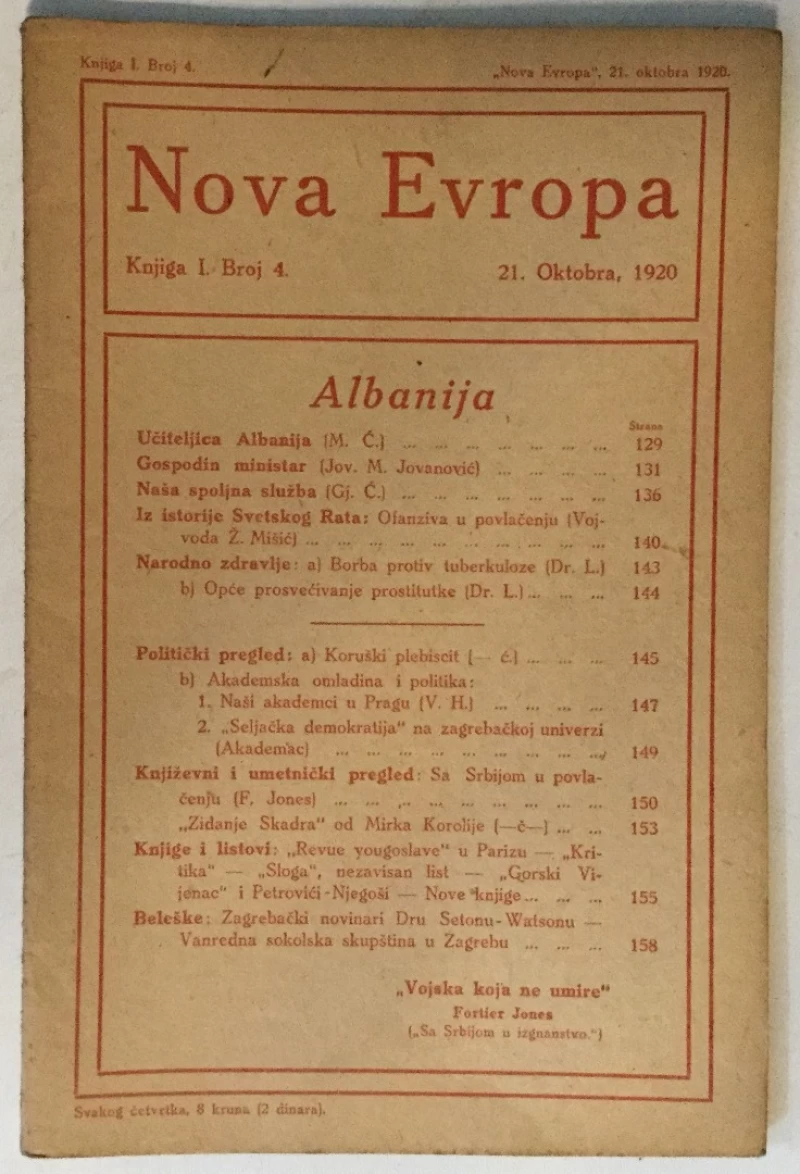 Knjiga I. Broj 4.
„Nova Evropa“, 21. oktobra 1920.
Nova Evropa
Knjiga I. Broj 4.
21. Oktobra, 1920
Albanija
Strana
Učiteljica Albanija (M. Ć.) ... ... ... ... ... ... ... 129
Gospodin ministar (Jov. M. Jovanović) ... ... ... ... 131
Naša spoljna služba (Gj. Ć.) ... ... ... ... ... ... ... 136
Iz istorije Svetskog Rata: Ofanziva u povlačenju (Voj-
voda Ž. Mišić) ... ... ... ... ... ... ... ... ... ... 140
Narodno zdravlje: a) Borba protiv tuberkuloze (Dr. L.) 143
b) Opće prosvećivanje prostitutke (Dr. L.) ... ... ... 144
Politički pregled: a) Koruški plebiscit (— ć.) ... ... ... 145
b) Akademska omladina i politika:
1. Naši akademci u Pragu (V. H.) ... ... ... ... 147
2. „Seljačka demokratija“ na zagrebačkoj univerzi
(Akademac) ... ... ... ... ... ... ... ... ... 149
Književni i umetnički pregled: Sa Srbijom u povla-
čenju (F. Jones) ... ... ... ... ... ... ... ... ... 150
„Zidanje Skadra“ od Mirka Korolije (—č—) ... ... 153
Knjige i listovi: „Revue yougoslave“ u Parizu — „Kri-
tika“ — „Sloga“, nezavisan list — „Gorski Vi-
jenac“ i Petrovići-Njegoši — Nove knjige ... ... ... 155
Beleške: Zagrebački novinari Dru Setonu-Watsonu —
Vanredna sokolska skupština u Zagrebu ... ... ... 158
„Vojska koja ne umire“
Fortier Jones
(„Sa Srbijom u izgnanstvo.“)
Svakog četvetka, 8 kruna (2 dinara).